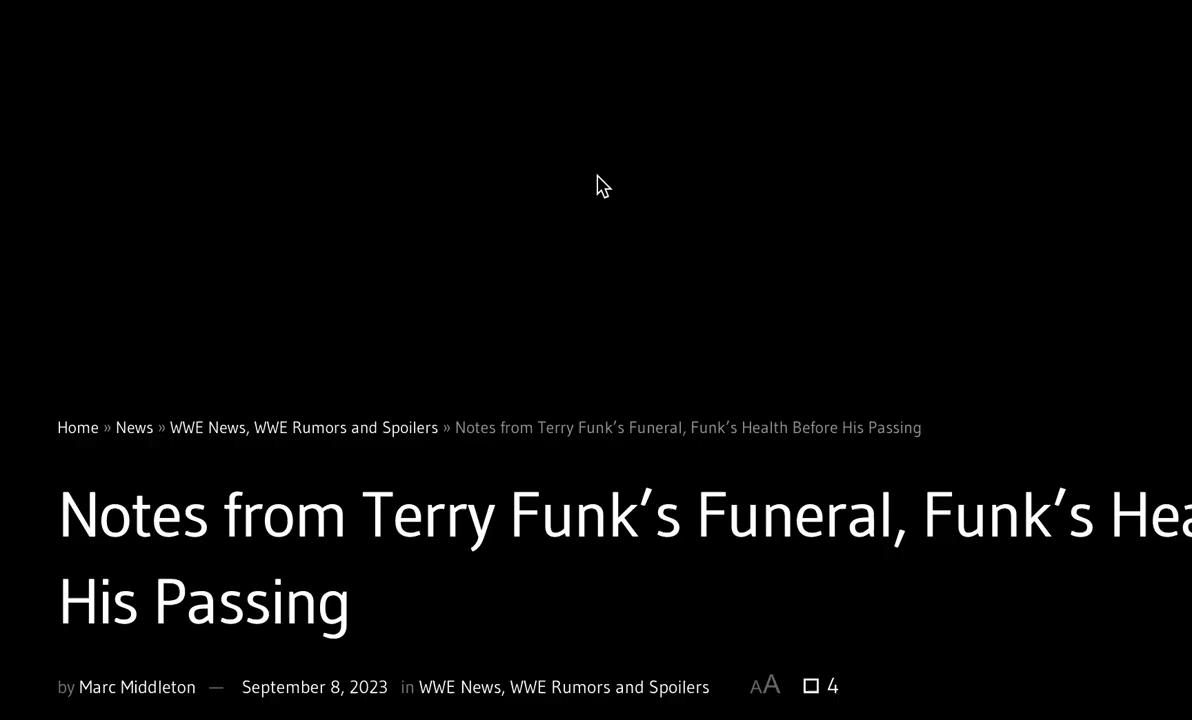 Home » News » WWE News, WWE Rumors and Spoilers » Notes from Terry Funk’s Funeral, Funk’s Health Before His Passing
Notes from Terry Funk’s Funeral, Funk’s Hea
His Passing
by Marc Middleton — September 8, 2023 in WWE News, WWE Rumors and Spoilers AA 4